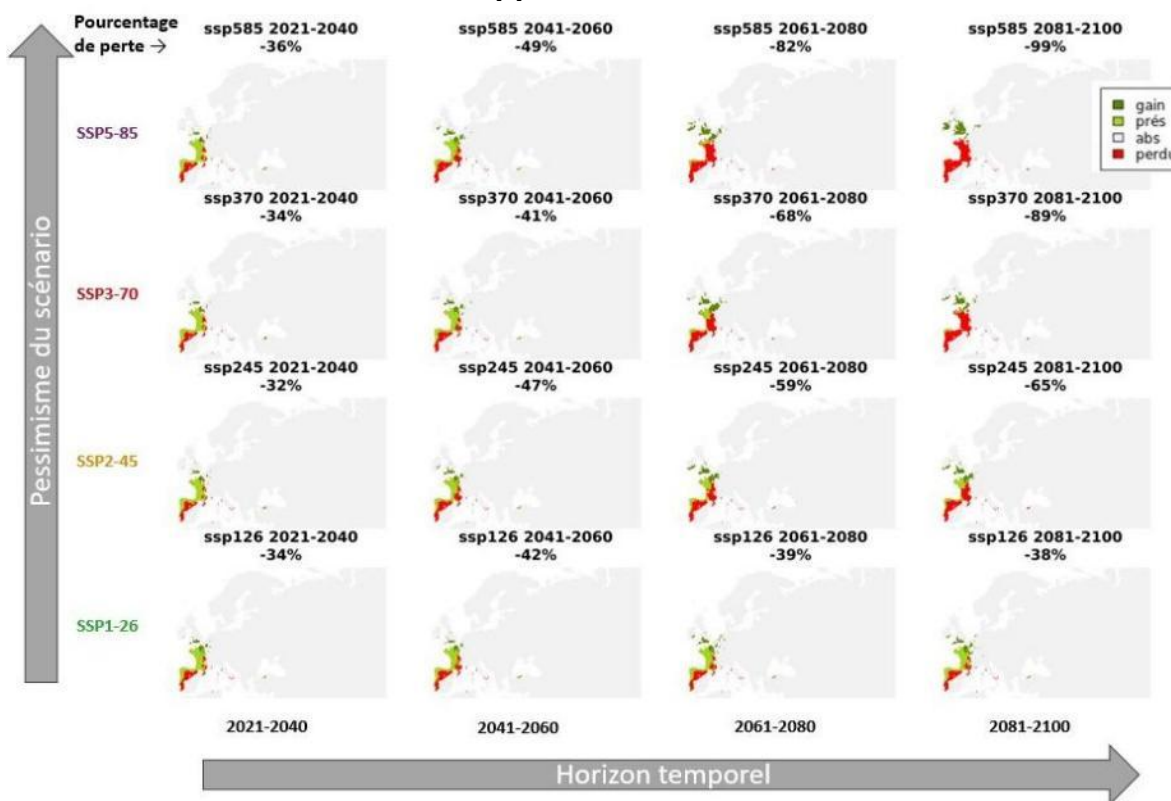 Pourcentage
de perte →
ssp585 2021-2040
-36%
ssp585 2041-2060
-49%
ssp585 2061-2080
-82%
ssp585 2081-2100
-99%
gain
prés
abs
perdu
SSP5-85
ssp370 2021-2040
-34%
ssp370 2041-2060
-41%
ssp370 2061-2080
-68%
ssp370 2081-2100
-89%
SSP3-70
ssp245 2021-2040
-32%
ssp245 2041-2060
-47%
ssp245 2061-2080
-59%
ssp245 2081-2100
-65%
SSP2-45
ssp126 2021-2040
-34%
ssp126 2041-2060
-42%
ssp126 2061-2080
-39%
ssp126 2081-2100
-38%
SSP1-26
Pessimisme du scénario
2021-2040
2041-2060
2061-2080
2081-2100
Horizon temporel